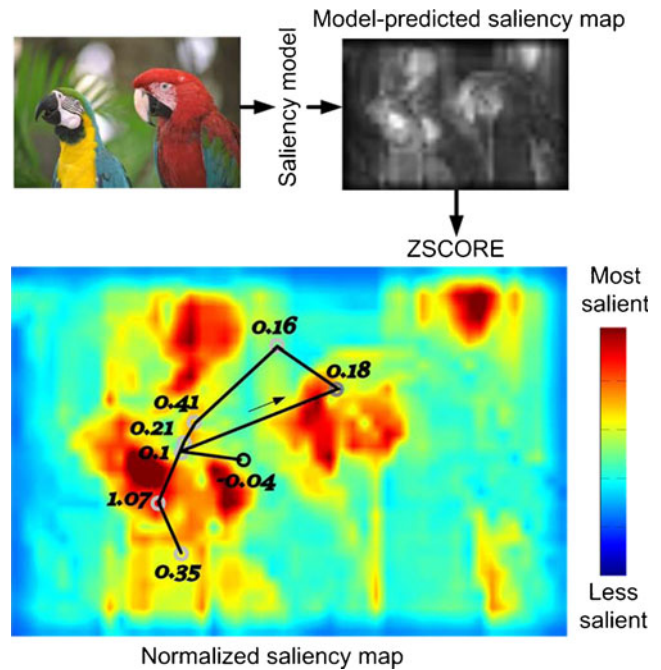 Model-predicted saliency map
Saliency model
ZSCORE
Most
salient
0.16
0.18
0.41
0.21
0.1
-0.04
1.07
0.35
Less
salient
Normalized saliency map